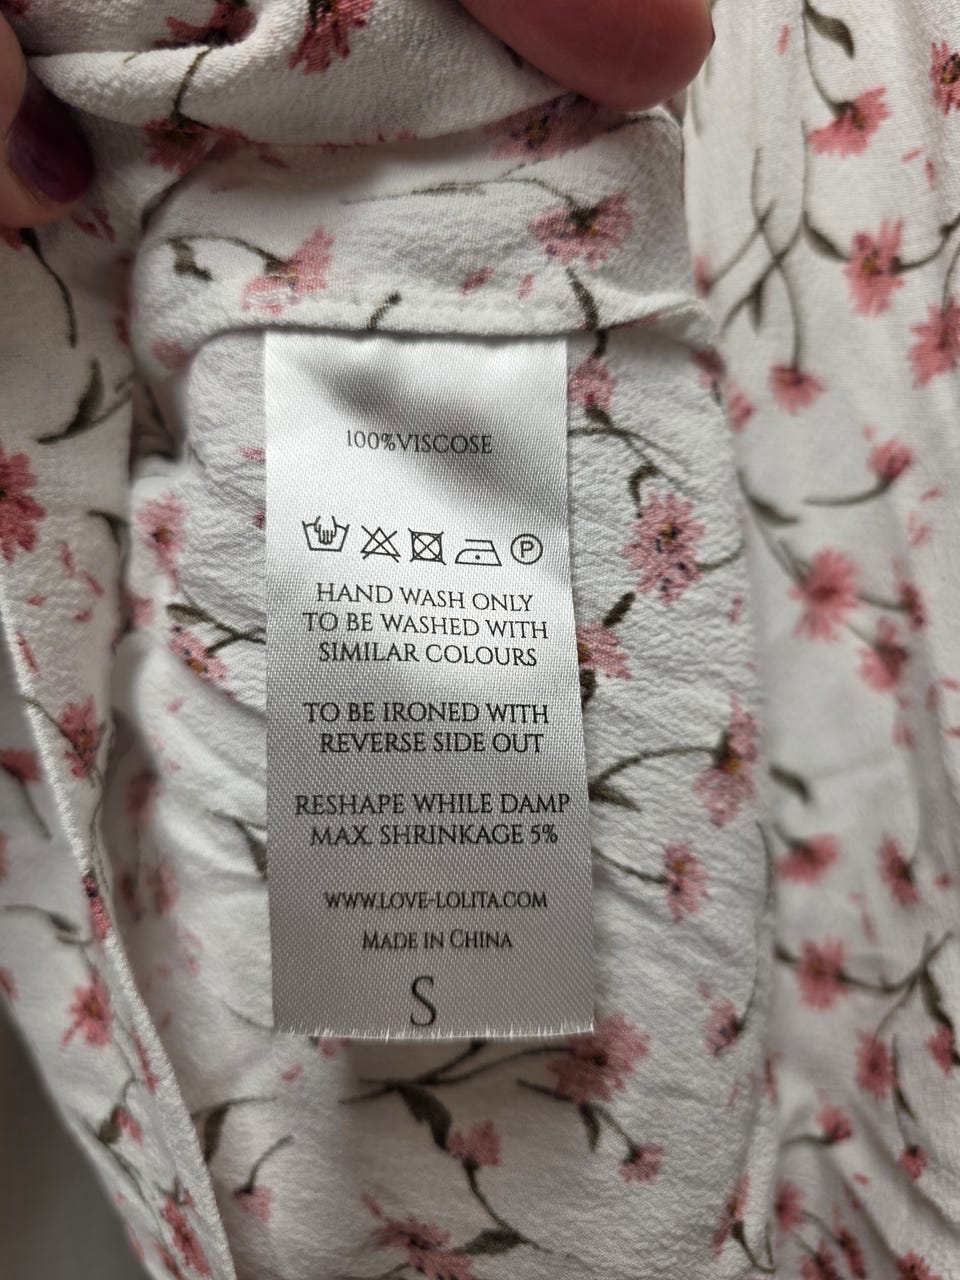 100%VISCOSE
P
HAND WASH ONLY
TO BE WASHED WITH
SIMILAR COLOURS
TO BE IRONED WITH
REVERSE SIDE OUT
RESHAPE WHILE DAMP
MAX. SHRINKAGE 5%
WWW.LOVE-LOLITA.COM
MADE IN CHINA
S